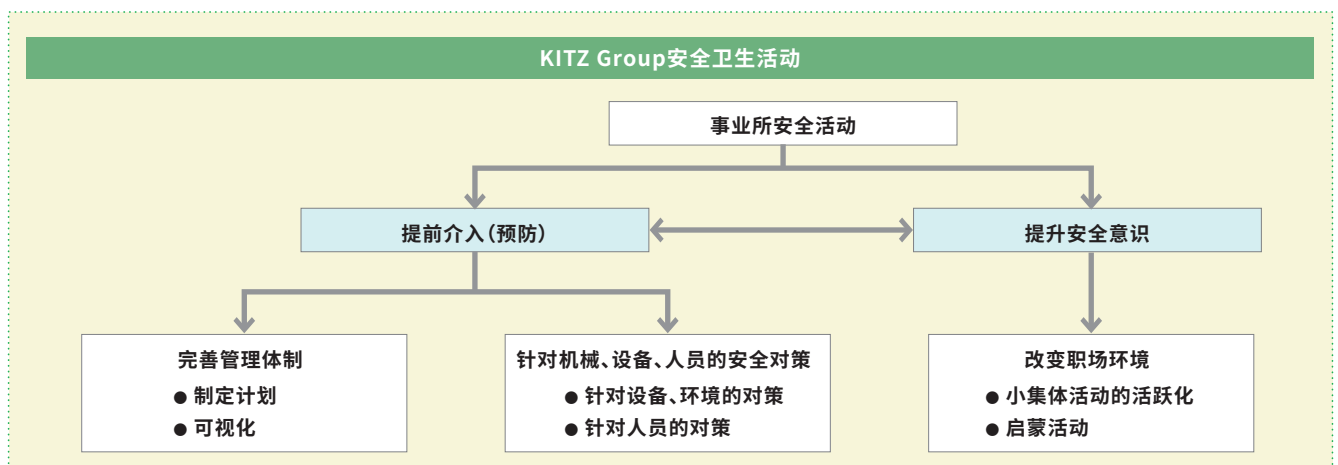 KITZ Group安全卫生活动
事业所安全活动
提前介入（预防）
提升安全意识
完善管理体制
● 制定计划
● 可视化
针对机械、设备、人员的安全对策
● 针对设备、环境的对策
● 针对人员的对策
改变职场环境
● 小集体活动的活跃化
● 启蒙活动